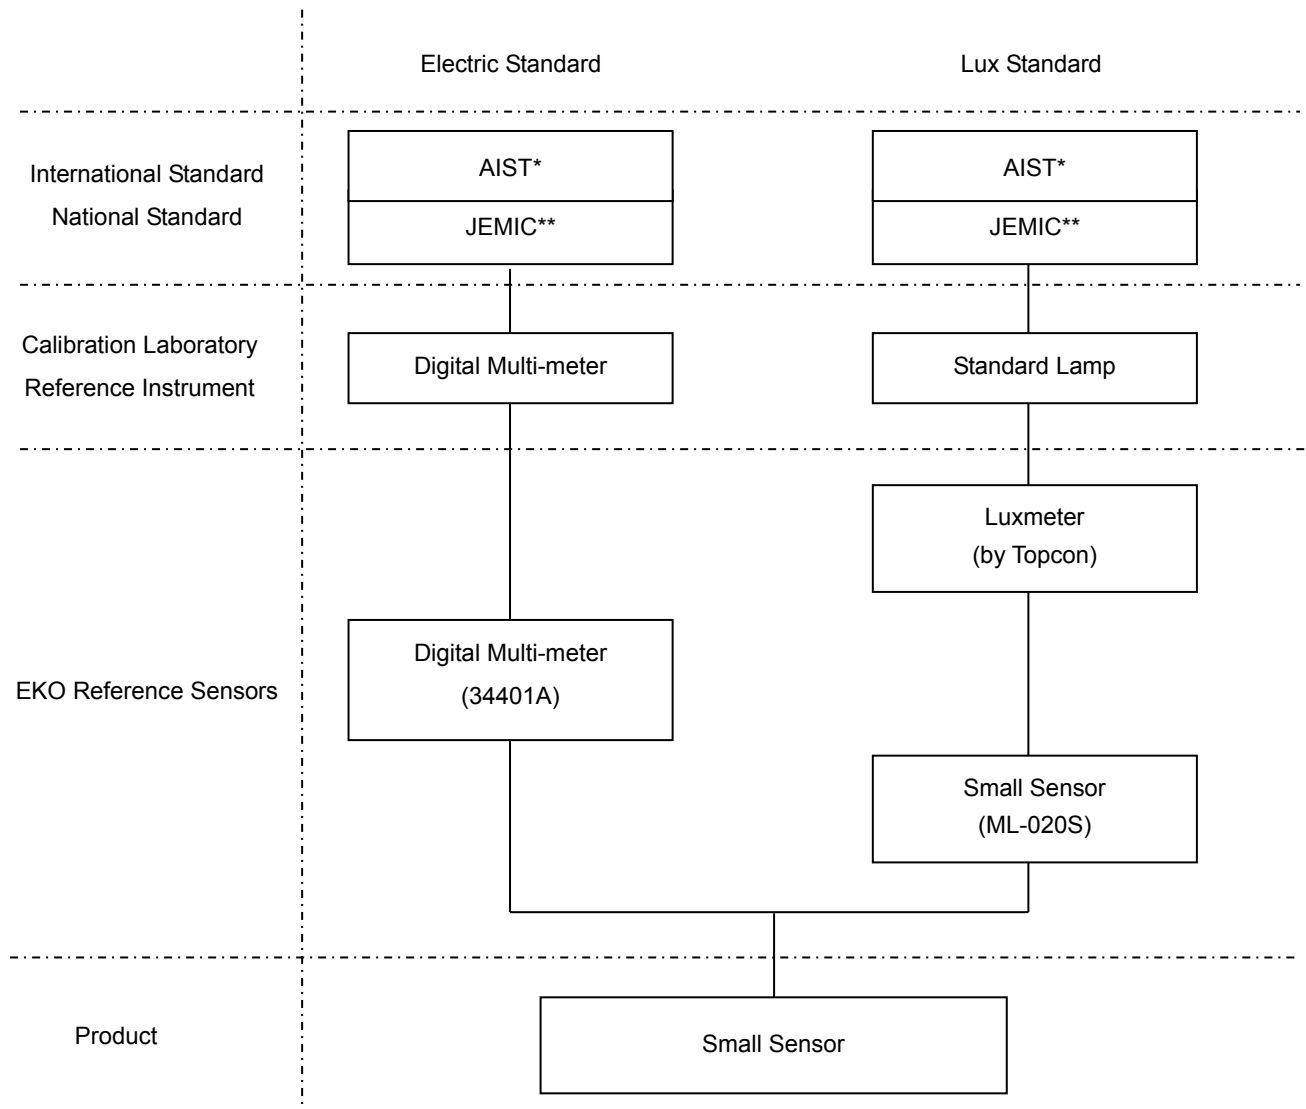 Electric Standard
Lux Standard
International Standard
National Standard
AIST*
JEMIC**
AIST*
JEMIC**
Calibration Laboratory
Reference Instrument
Digital Multi-meter
Standard Lamp
EKO Reference Sensors
Luxmeter
(by Topcon)
Digital Multi-meter
(34401A)
Small Sensor
(ML-020S)
Product
Small Sensor